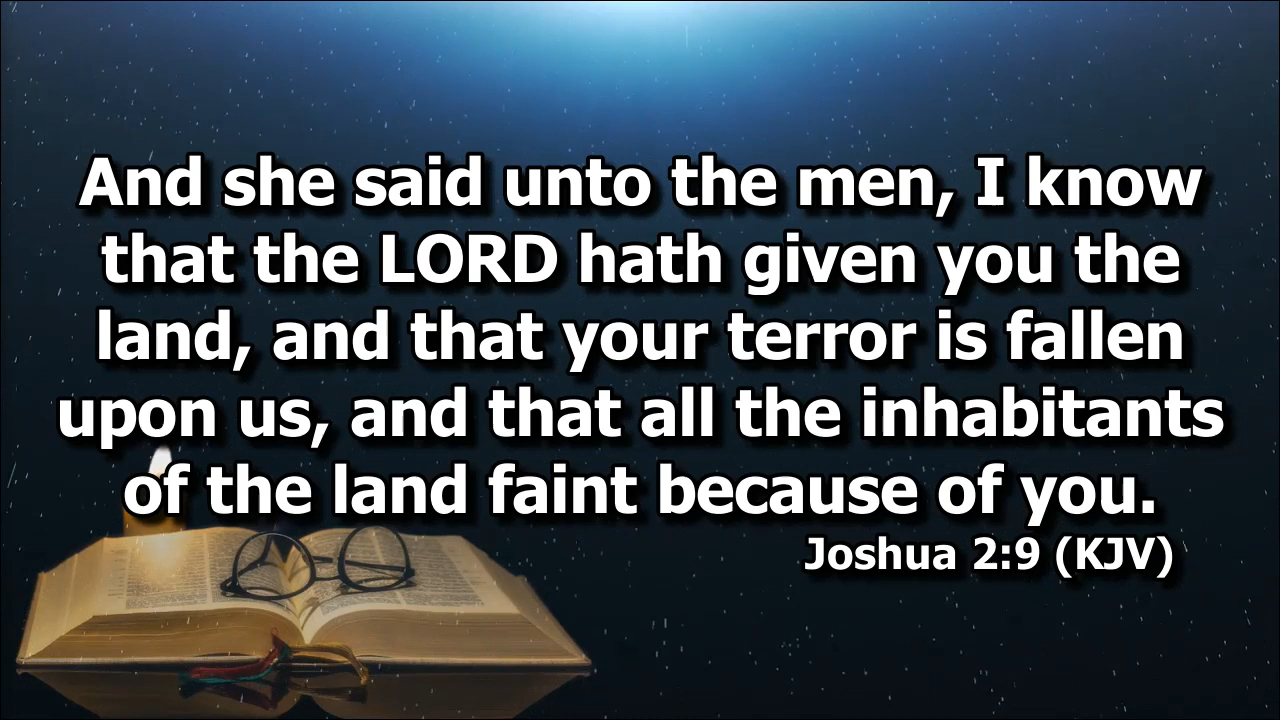 And she said unto the men, I know
that the LORD hath given you the
land, and that your terror is fallen
upon us, and that all the inhabitants
of the land faint because of you.
Joshua 2:9 (KJV)